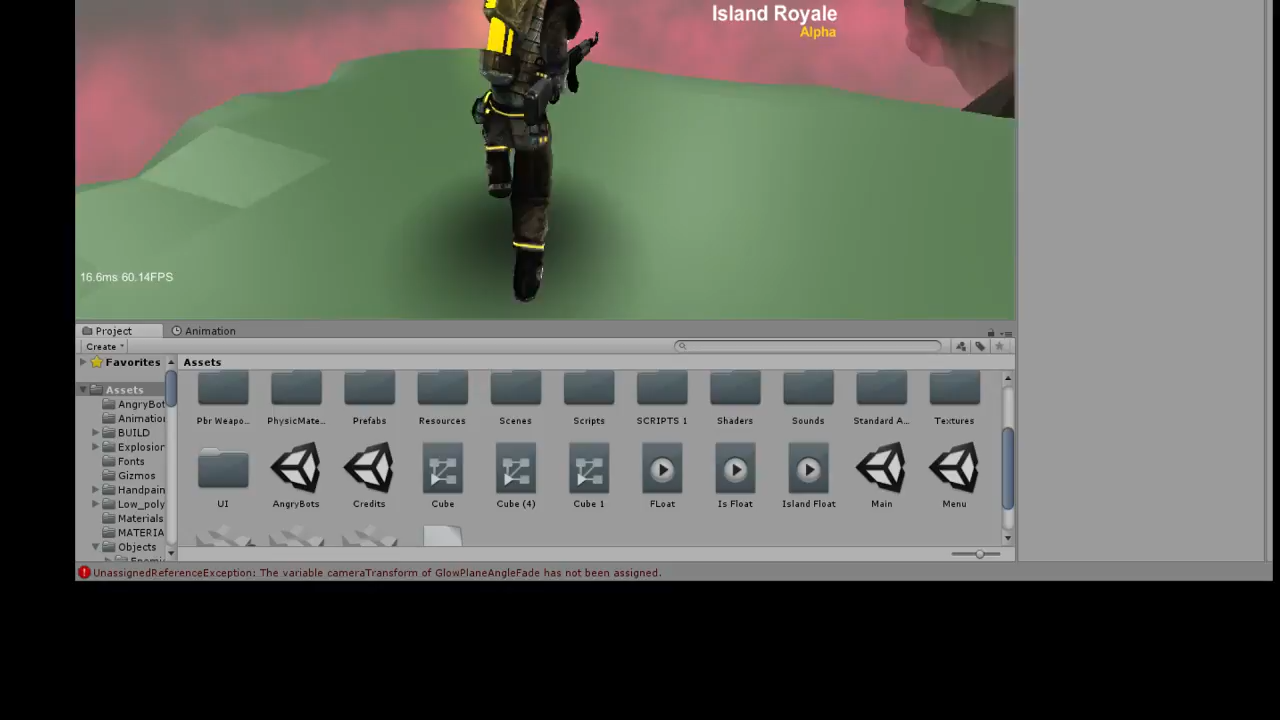 Island Royale
Alpha
16.6ms 60.14FPS
Project
Animation
Create
Favorites
Assets
Assets
AngryBot
Animation
BUILD
Explosion
Fonts
Gizmos
Handpain
Low_poly
Materials
MATERIA
Objects
Pbr Weapo...
PhysicMate...
Prefabs
Resources
Scenes
Scripts
SCRIPTS 1
Shaders
Sounds
Standard A...
Textures
UI
AngryBots
Credits
Cube
Cube (4)
Cube 1
FLoat
Is Float
Island Float
Main
Menu
UnassignedReferenceException: The variable cameraTransform of GlowPlaneAngleFade has not been assigned.